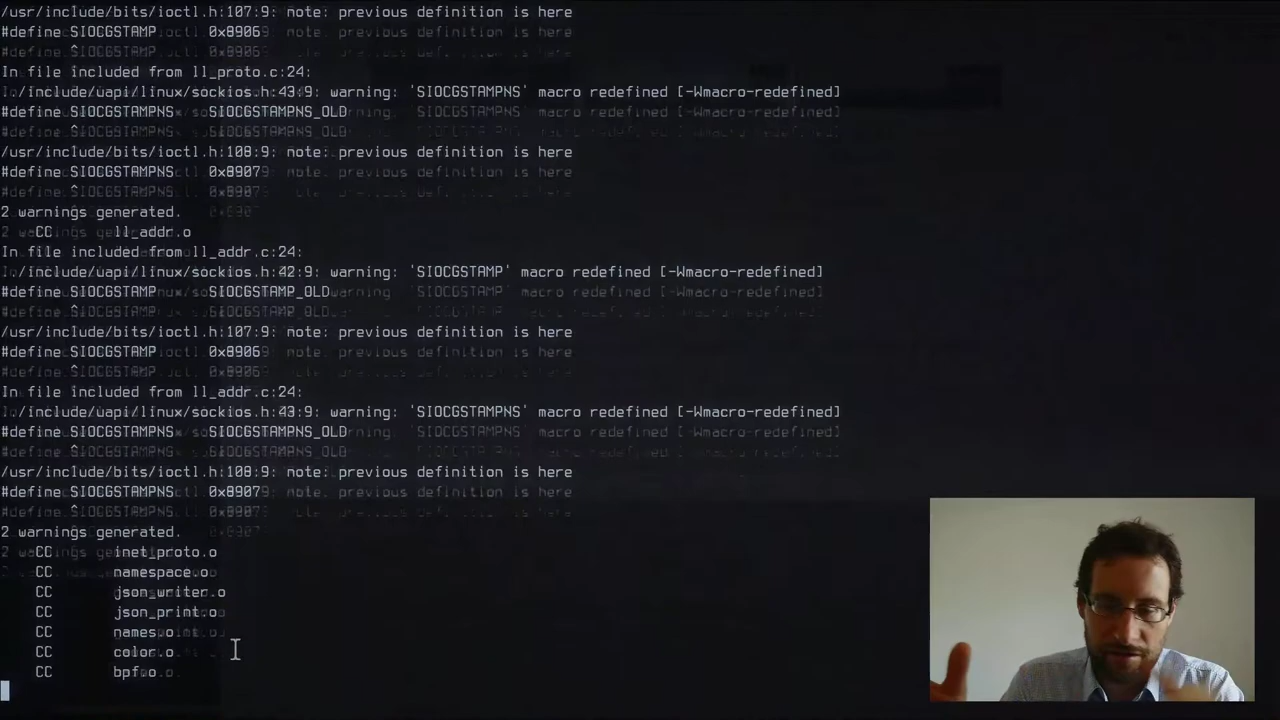 /usr/include/bits/ioctl.h:107:9: note: previous definition is here
#define SIOCGSTAMP 0x8906
^
In file included from ll_proto.c:24:
../include/uapi/linux/sockios.h:43:9: warning: 'SIOCGSTAMPNS' macro redefined [-Wmacro-redefined]
#define SIOCGSTAMPNS SIOCGSTAMPNS_OLD
^
/usr/include/bits/ioctl.h:108:9: note: previous definition is here
#define SIOCGSTAMPNS 0x8907
^
2 warnings generated.
CC ll_addr.o
In file included from ll_addr.c:24:
../include/uapi/linux/sockios.h:42:9: warning: 'SIOCGSTAMP' macro redefined [-Wmacro-redefined]
#define SIOCGSTAMP SIOCGSTAMP_OLD
^
/usr/include/bits/ioctl.h:107:9: note: previous definition is here
#define SIOCGSTAMP 0x8906
^
In file included from ll_addr.c:24:
../include/uapi/linux/sockios.h:43:9: warning: 'SIOCGSTAMPNS' macro redefined [-Wmacro-redefined]
#define SIOCGSTAMPNS SIOCGSTAMPNS_OLD
^
/usr/include/bits/ioctl.h:108:9: note: previous definition is here
#define SIOCGSTAMPNS 0x8907
^
2 warnings generated.
CC inet_proto.o
CC namespace.o
CC json_writer.o
CC json_print.o
CC names.o
CC color.o
CC bpf.o